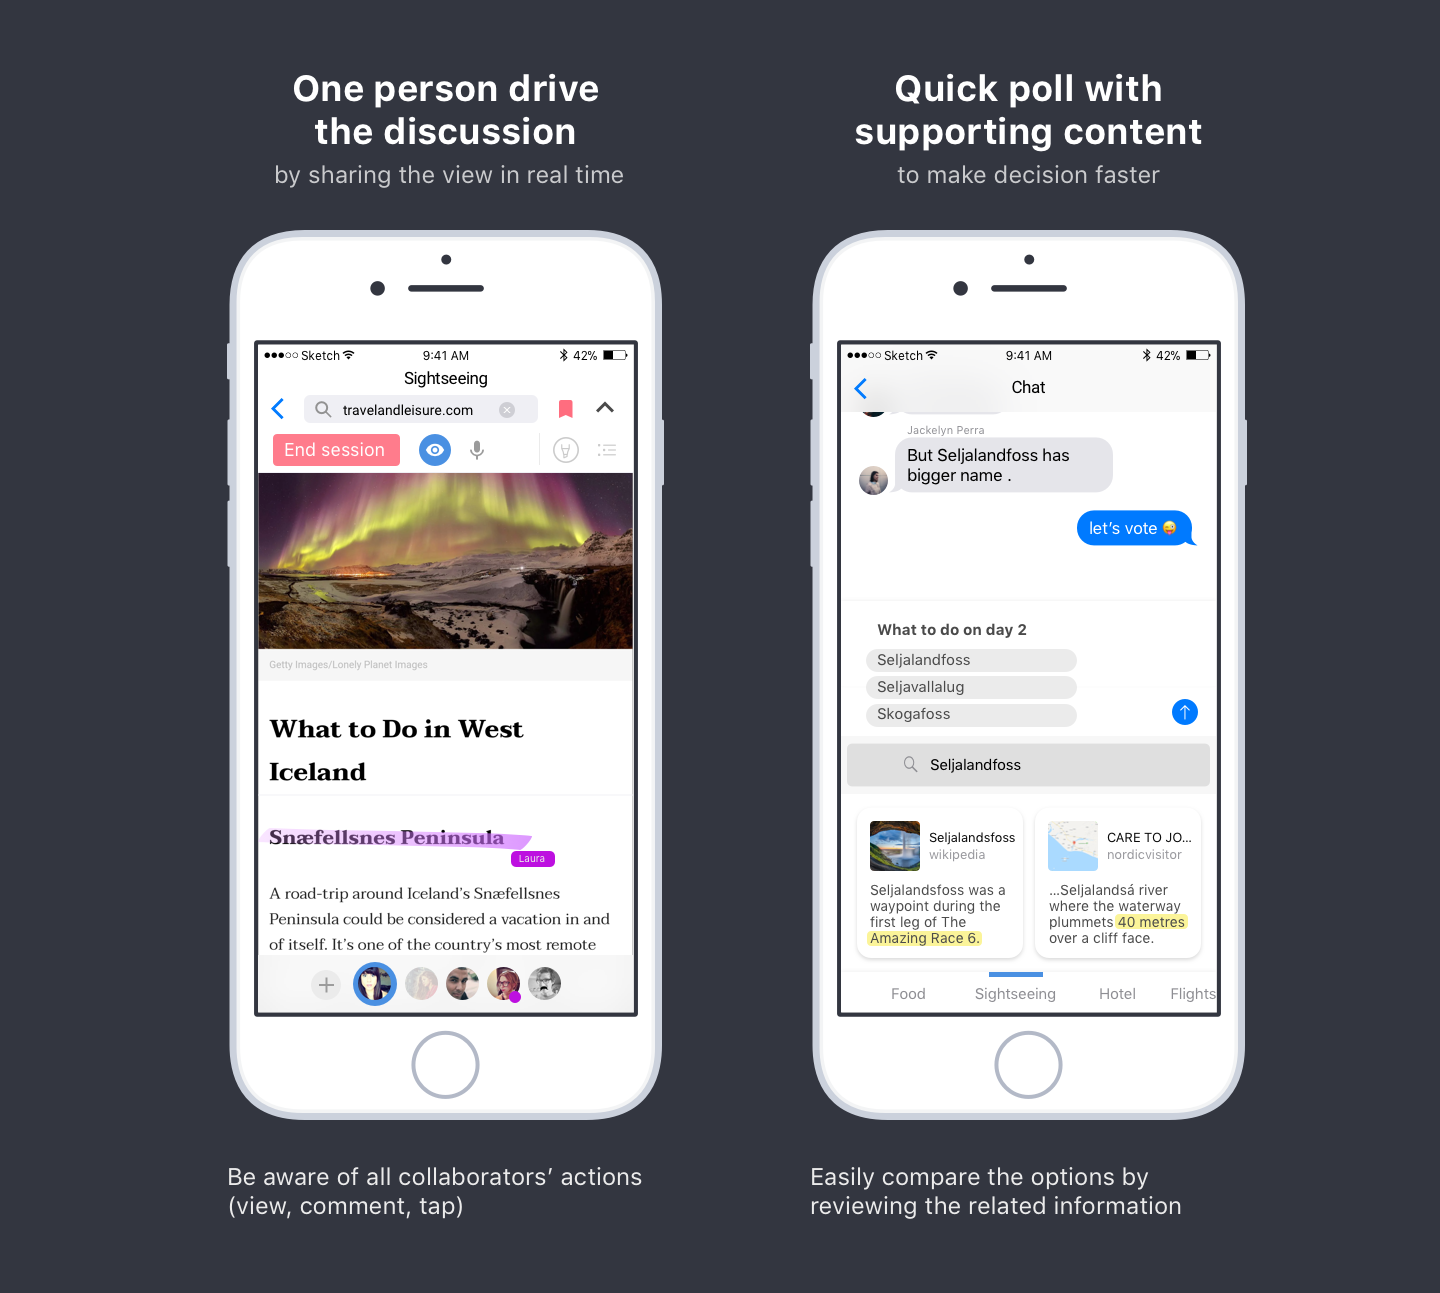 One person drive
the discussion
by sharing the view in real time
Sketch
9:41 AM
42%
Sightseeing
travelandleisure.com
End session
Getty Images/Lonely Planet Images
What to Do in West
Iceland
Snæfellsnes Peninsula
Laura
A road-trip around Iceland’s Snæfellsnes
Peninsula could be considered a vacation in and
of itself. It’s one of the country’s most remote
Be aware of all collaborators’ actions
(view, comment, tap)
Quick poll with
supporting content
to make decision faster
Sketch
9:41 AM
42%
Chat
Jackelyn Perra
But Seljalandfoss has
bigger name .
let’s vote 😜
What to do on day 2
Seljalandfoss
Seljavallalug
Skogafoss
Seljalandfoss
Seljalandsfoss
wikipedia
Seljalandsfoss was a
waypoint during the
first leg of The
Amazing Race 6.
CARE TO JO...
nordicvisitor
...Seljalandsá river
where the waterway
plummets 40 metres
over a cliff face.
Food
Sightseeing
Hotel
Flights
Easily compare the options by
reviewing the related information